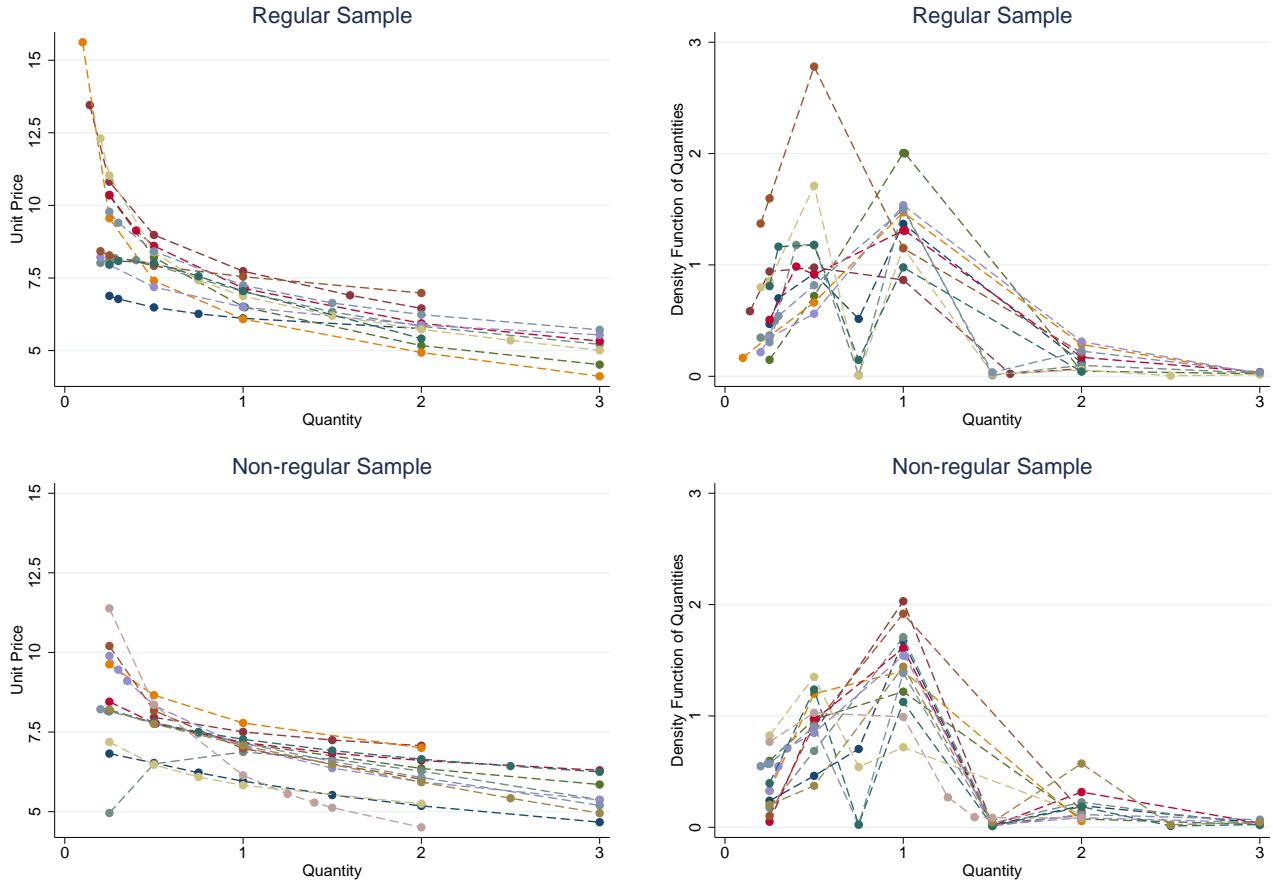 Regular Sample
Unit Price
15
12.5
10
7.5
5
0 1 2 3
Quantity
Regular Sample
Density Function of Quantities
3
2
1
0
0 1 2 3
Quantity
Non-regular Sample
Unit Price
15
12.5
10
7.5
5
0 1 2 3
Quantity
Non-regular Sample
Density Function of Quantities
3
2
1
0
0 1 2 3
Quantity